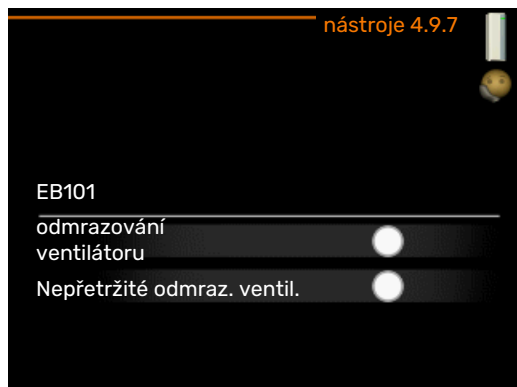 nástroje 4.9.7
EB101
odmrazování
ventilátoru
Nepřetržité odmraz. ventil.